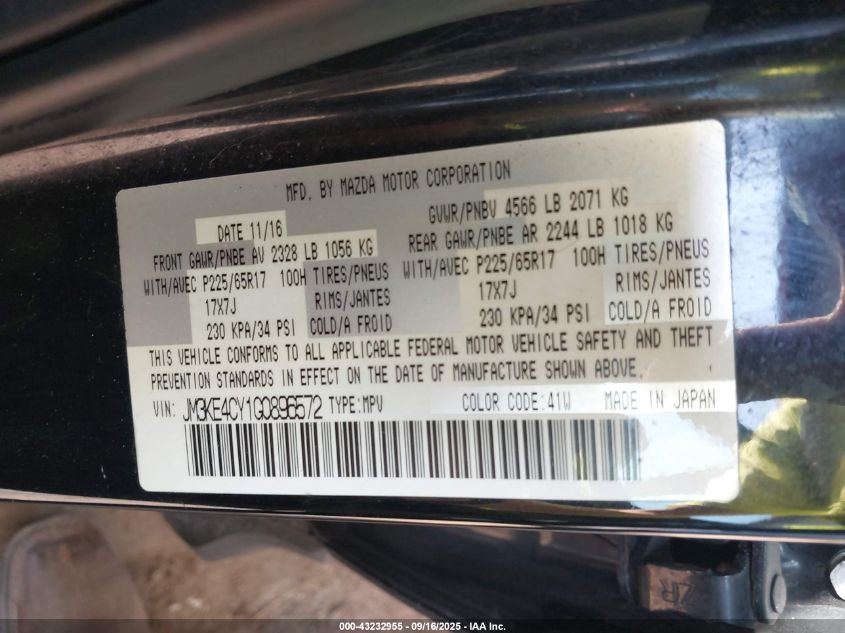 MFD. BY MAZDA MOTOR CORPORATION
DATE 11/16
GVWR/PNBV 4566 LB 2071 KG
FRONT GAWR/PNBE AV 2328 LB 1056 KG
REAR GAWR/PNBE AR 2244 LB 1018 KG
WITH/AVEC P225/65R17 100H TIRES/PNEUS
WITH/AVEC P225/65R17 100H TIRES/PNEUS
17X7J RIMS/JANTES
17X7J RIMS/JANTES
230 KPA/34 PSI COLD/A FROID
230 KPA/34 PSI COLD/A FROID
THIS VEHICLE CONFORMS TO ALL APPLICABLE FEDERAL MOTOR VEHICLE SAFETY AND THEFT
PREVENTION STANDARDS IN EFFECT ON THE DATE OF MANUFACTURE SHOWN ABOVE.
VIN: JM3KE4CY1G0896572 TYPE:MPV COLOR CODE:41W MADE IN JAPAN
ZR
000-43232955 - 09/16/2025 - IAA Inc.